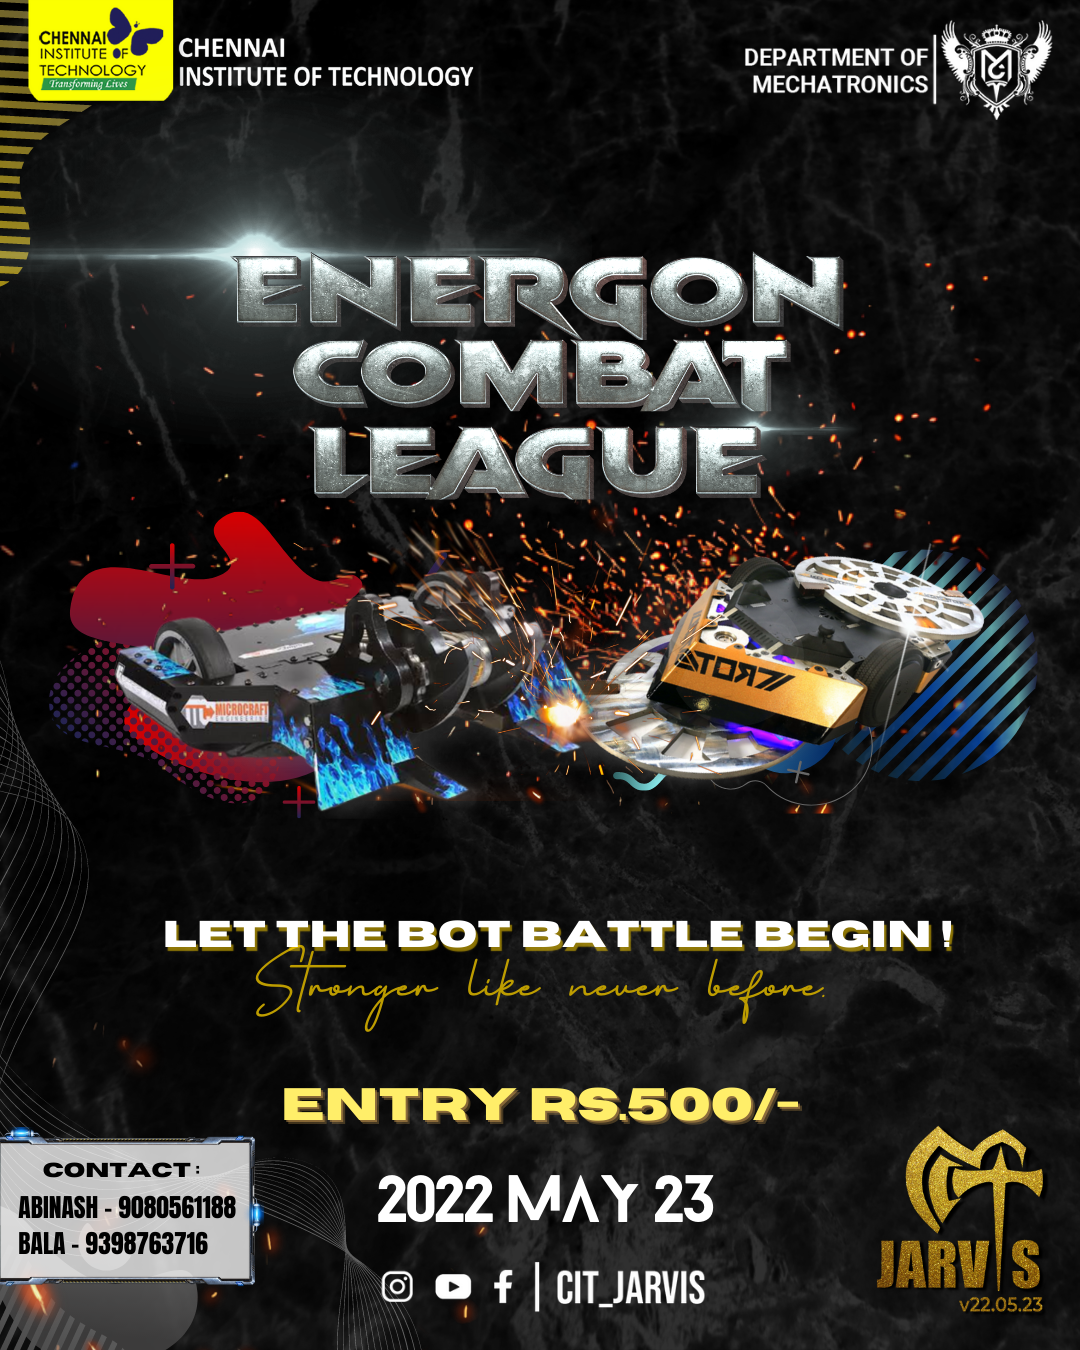 CHENNAI
INSTITUTE OF
TECHNOLOGY
Transforming Lives
CHENNAI
INSTITUTE OF TECHNOLOGY
DEPARTMENT OF
MECHATRONICS
ENERGON
COMBAT
LEAGUE
MICROCRAFT
ENGINEERING
STORM
LET THE BOT BATTLE BEGIN !
Stronger like never before.
ENTRY RS.500/-
CONTACT :
ABINASH - 9080561188
BALA - 9398763716
2022 MAY 23
CIT_JARVIS
JARVIS
v22.05.23